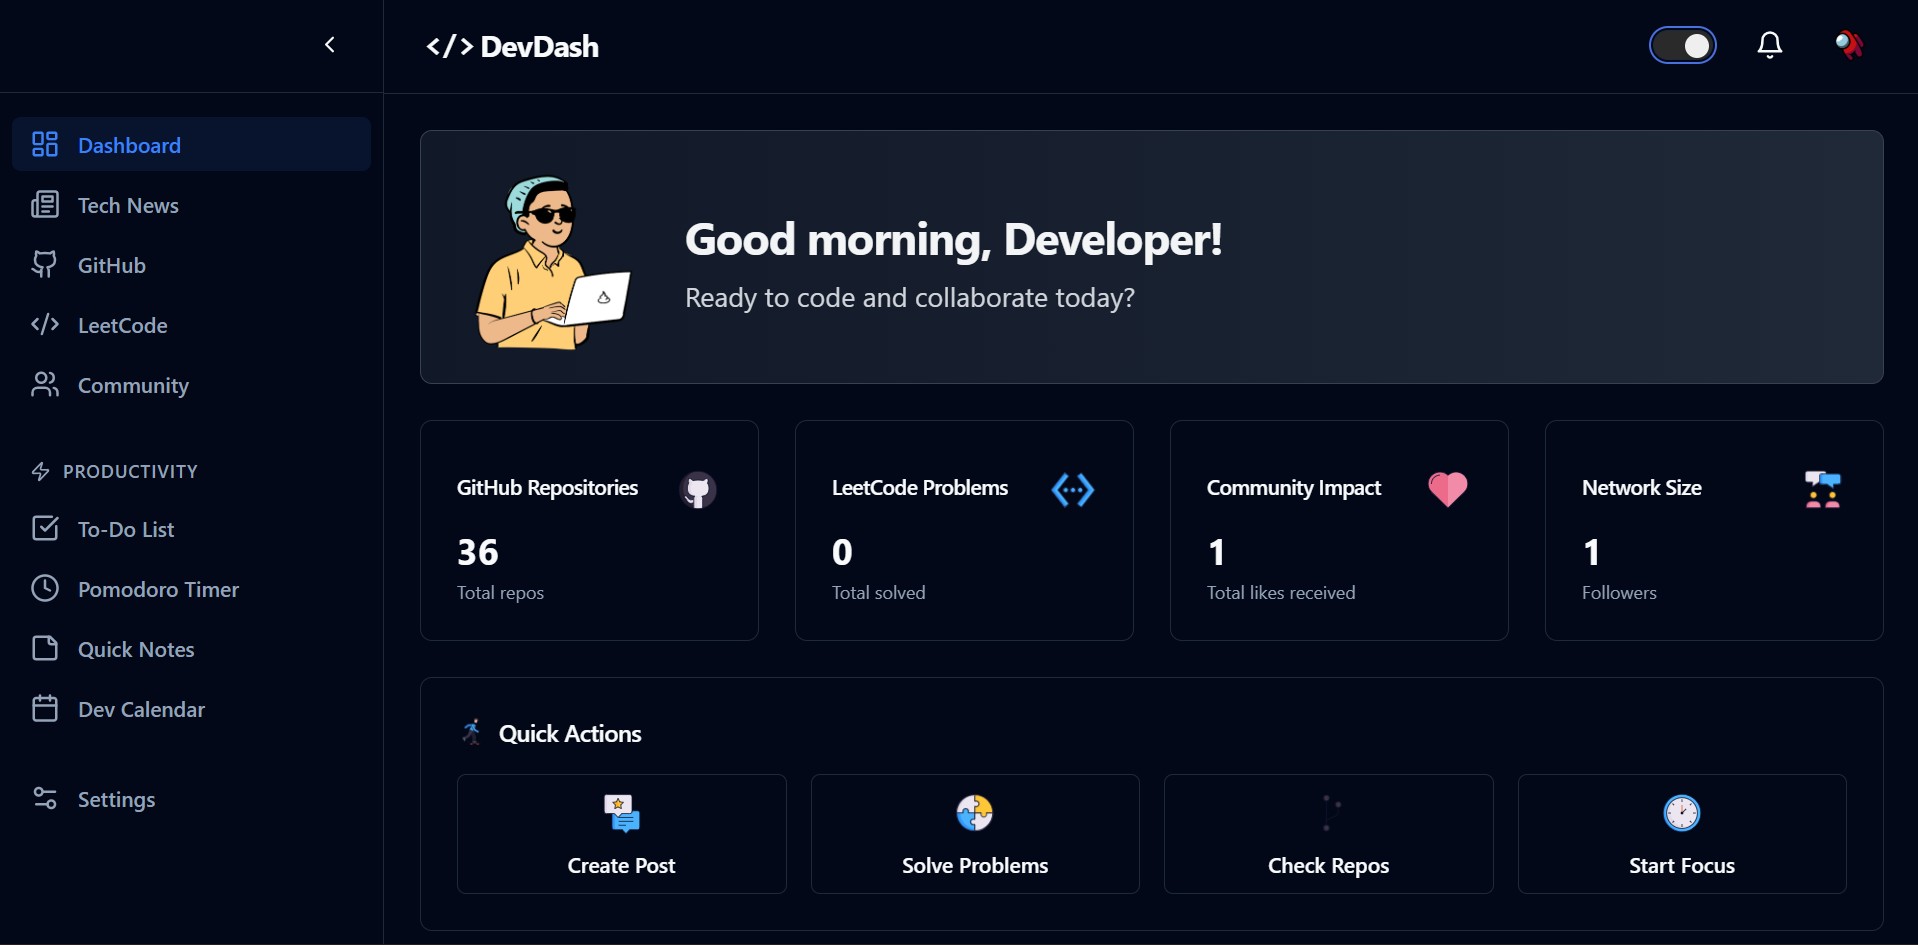 </> DevDash
Dashboard
Tech News
GitHub
LeetCode
Community
PRODUCTIVITY
To-Do List
Pomodoro Timer
Quick Notes
Dev Calendar
Settings
Good morning, Developer!
Ready to code and collaborate today?
GitHub Repositories
36
Total repos
LeetCode Problems
0
Total solved
Community Impact
1
Total likes received
Network Size
1
Followers
Quick Actions
Create Post
Solve Problems
Check Repos
Start Focus